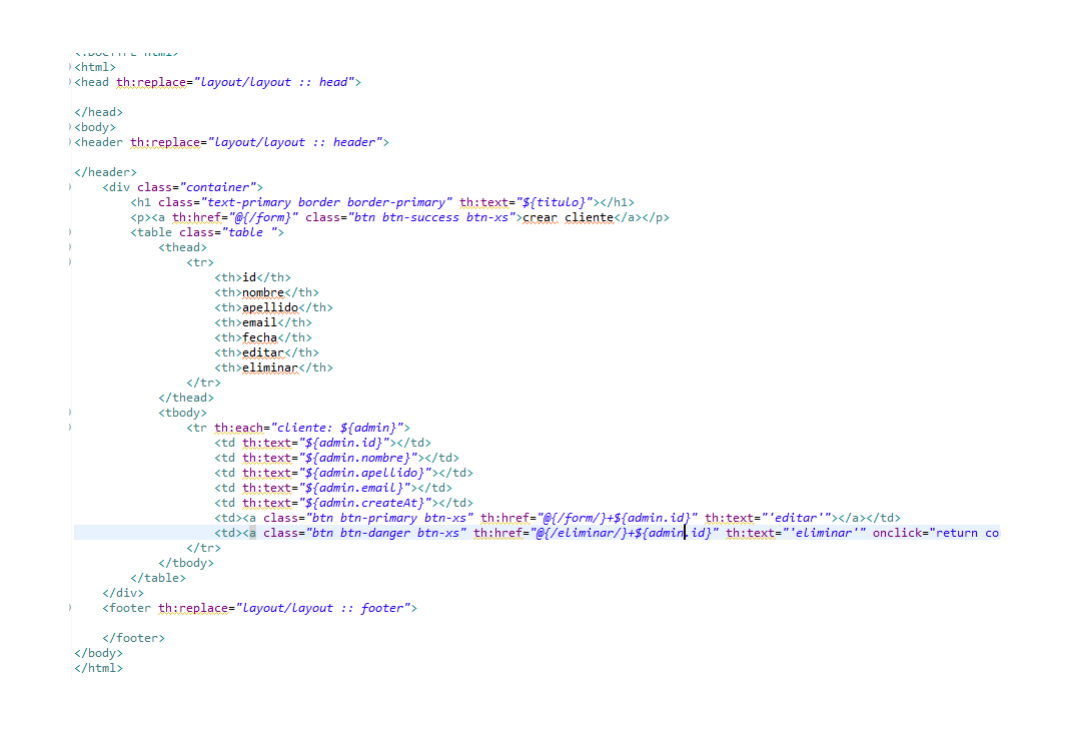 <!DOCTYPE html>
<html>
<head th:replace="layout/layout :: head">
</head>
<body>
<header th:replace="layout/layout :: header">
</header>
<div class="container">
<h1 class="text-primary border border-primary" th:text="${titulo}"></h1>
<p><a th:href="@{/form}" class="btn btn-success btn-xs">crear cliente</a></p>
<table class="table ">
<thead>
<tr>
<th>id</th>
<th>nombre</th>
<th>apellido</th>
<th>email</th>
<th>fecha</th>
<th>editar</th>
<th>eliminar</th>
</tr>
</thead>
<tbody>
<tr th:each="cliente: ${admin}">
<td th:text="${admin.id}"></td>
<td th:text="${admin.nombre}"></td>
<td th:text="${admin.apellido}"></td>
<td th:text="${admin.email}"></td>
<td th:text="${admin.createAt}"></td>
<td><a class="btn btn-primary btn-xs" th:href="@{/form/}+${admin.id}" th:text="'editar'"></a></td>
<td><a class="btn btn-danger btn-xs" th:href="@{/eliminar/}+${admin.id}" th:text="'eliminar'" onclick="return co
</tr>
</tbody>
</table>
</div>
<footer th:replace="layout/layout :: footer">
</footer>
</body>
</html>